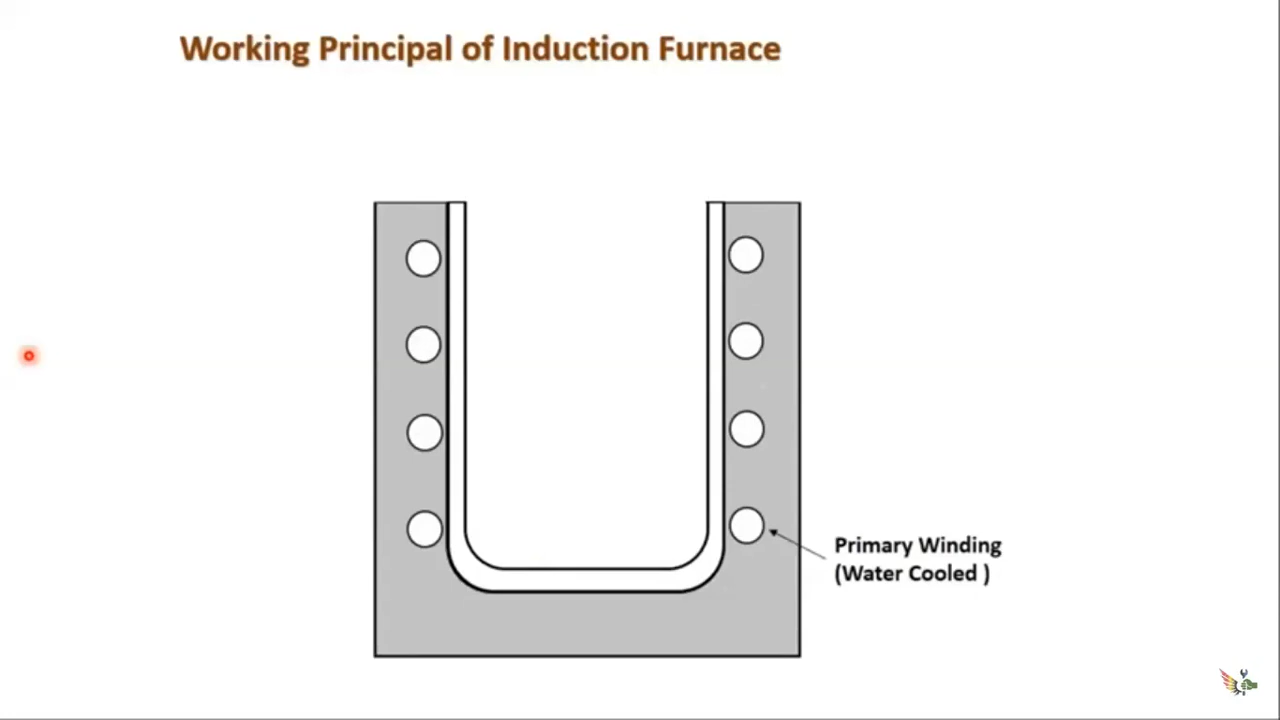 Working Principal of Induction Furnace
Primary Winding
(Water Cooled )